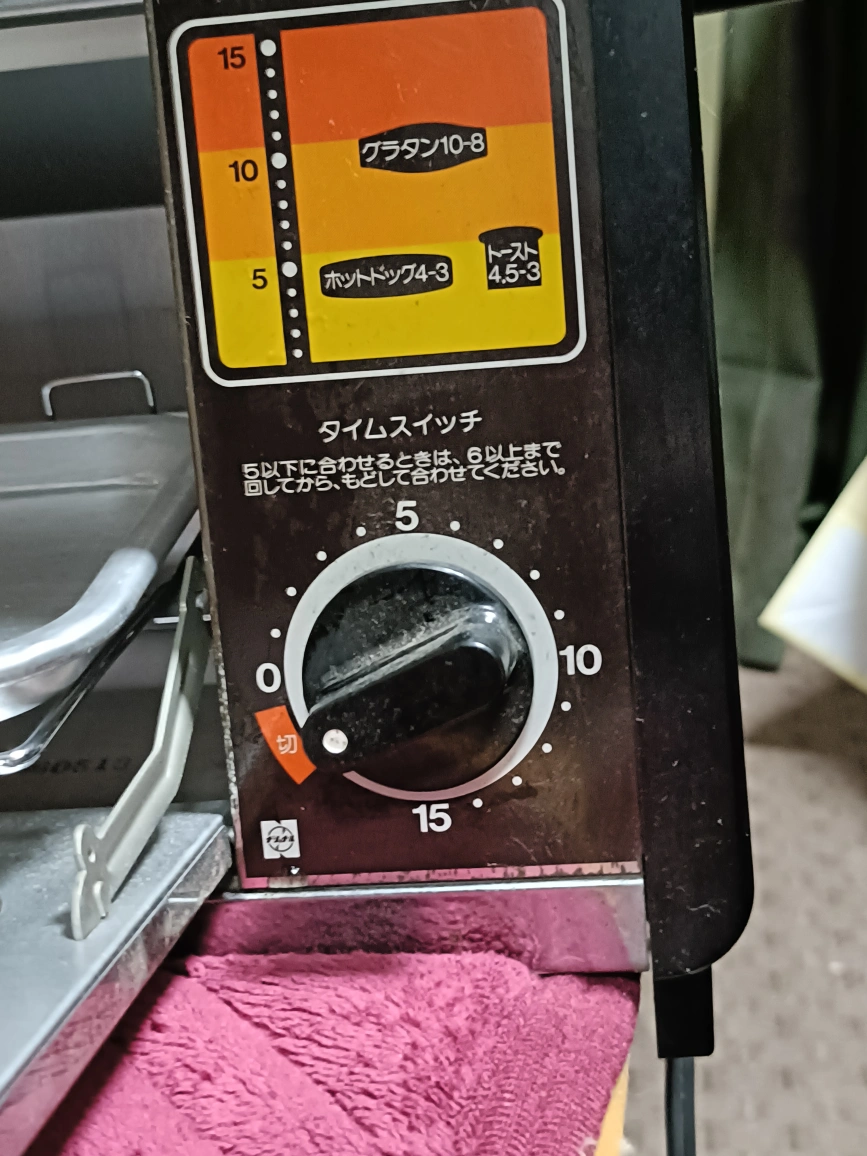 15
グラタン10-8
10
トースト
4.5-3
5
ホットドッグ4-3
タイムスイッチ
5以下に合わせるときは、6以上まで
回してから、もどして合わせてください。
5
0
10
切
15